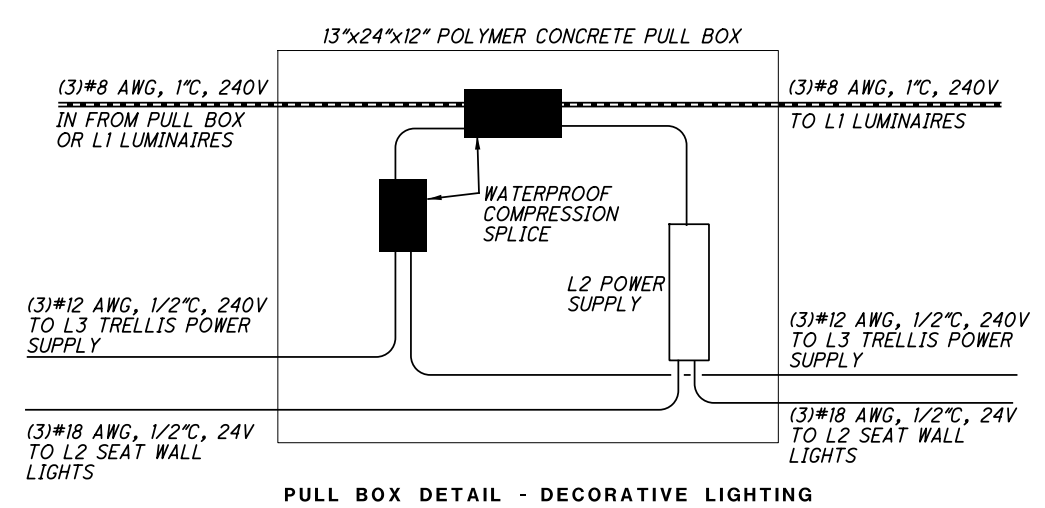 13"x24"x12" POLYMER CONCRETE PULL BOX
(3)#8 AWG, 1"C, 240V
IN FROM PULL BOX
OR L1 LUMINAIRES
(3)#8 AWG, 1"C, 240V
TO L1 LUMINAIRES
WATERPROOF
COMPRESSION
SPLICE
L2 POWER
SUPPLY
(3)#12 AWG, 1/2"C, 240V
TO L3 TRELLIS POWER
SUPPLY
(3)#12 AWG, 1/2"C, 240V
TO L3 TRELLIS POWER
SUPPLY
(3)#18 AWG, 1/2"C, 24V
TO L2 SEAT WALL
LIGHTS
(3)#18 AWG, 1/2"C, 24V
TO L2 SEAT WALL
LIGHTS
PULL BOX DETAIL - DECORATIVE LIGHTING